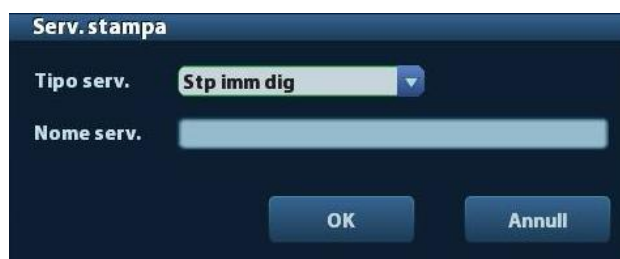 Serv.stampa
Tipo serv. Stp imm dig
Nome serv.
OK Annull